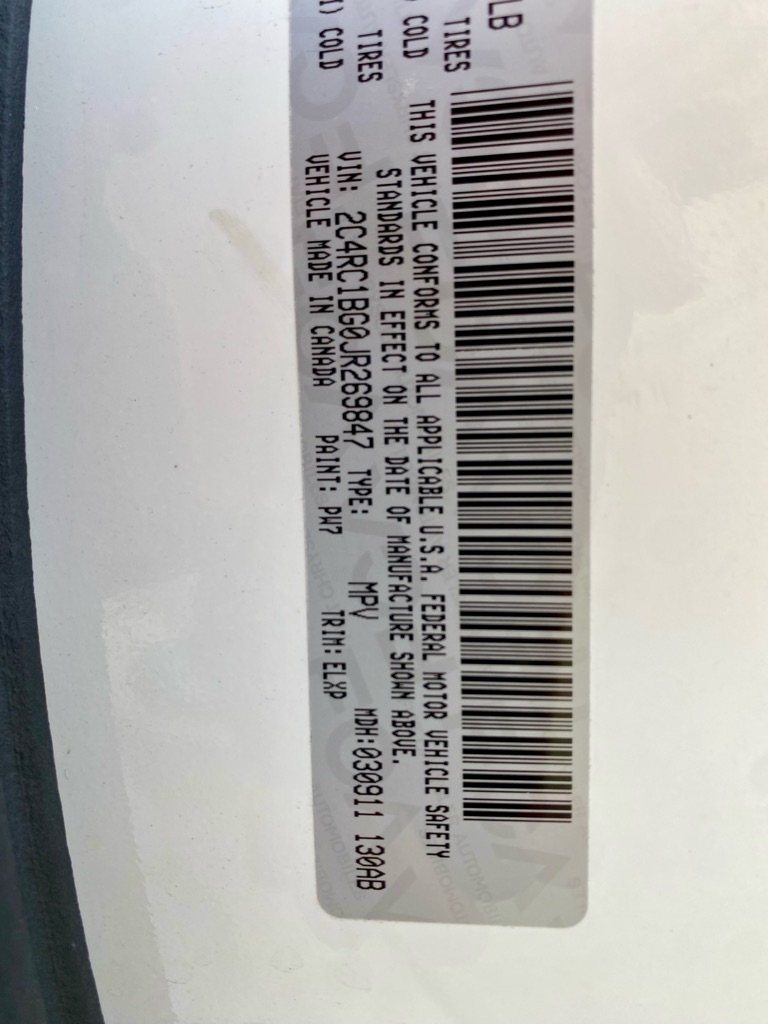 LB
TIRES
) COLD
TIRES
I) COLD
THIS VEHICLE CONFORMS TO ALL APPLICABLE U.S.A. FEDERAL MOTOR VEHICLE SAFETY
STANDARDS IN EFFECT ON THE DATE OF MANUFACTURE SHOWN ABOVE.
VIN: 2C4RC1BG0JR269847 TYPE: MPV MDH:030911 130AB
VEHICLE MADE IN CANADA PAINT: PW7 TRIM: ELXP